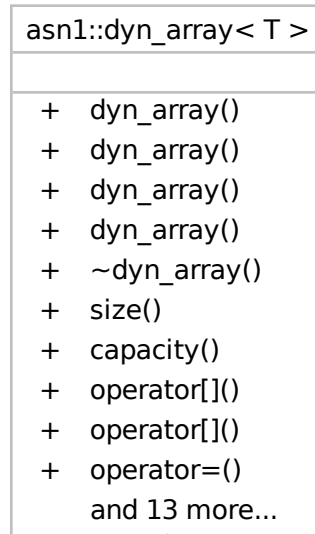 asn1::dyn_array< T >
+ dyn_array()
+ dyn_array()
+ dyn_array()
+ dyn_array()
+ ~dyn_array()
+ size()
+ capacity()
+ operator[]()
+ operator[]()
+ operator=()
and 13 more...